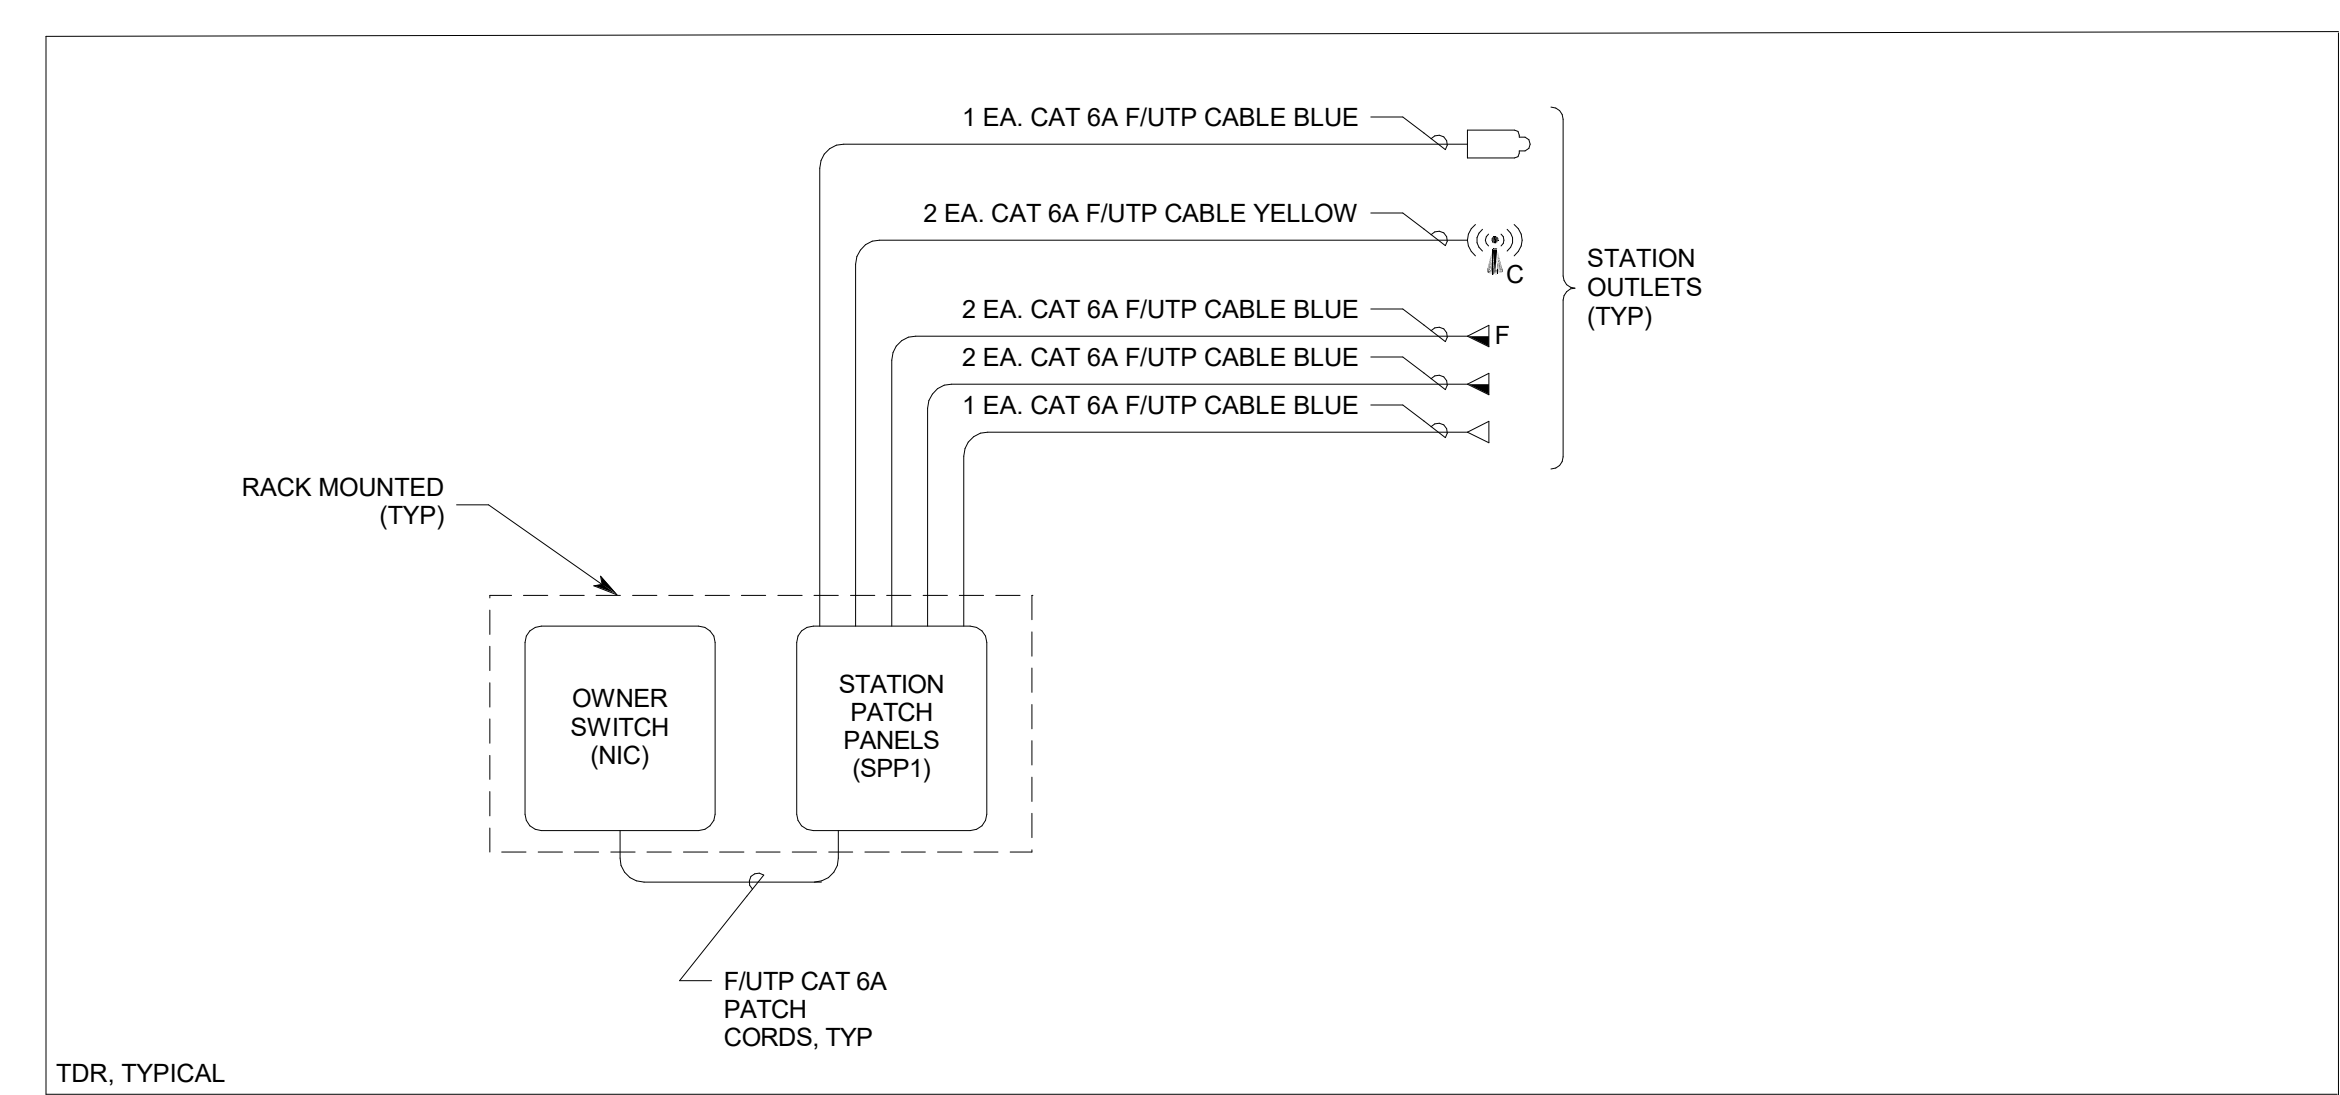 1 EA. CAT 6A F/UTP CABLE BLUE
2 EA. CAT 6A F/UTP CABLE YELLOW
C
STATION
OUTLETS
(TYP)
2 EA. CAT 6A F/UTP CABLE BLUE
F
2 EA. CAT 6A F/UTP CABLE BLUE
1 EA. CAT 6A F/UTP CABLE BLUE
RACK MOUNTED
(TYP)
OWNER
SWITCH
(NIC)
STATION
PATCH
PANELS
(SPP1)
F/UTP CAT 6A
PATCH
CORDS, TYP
TDR, TYPICAL